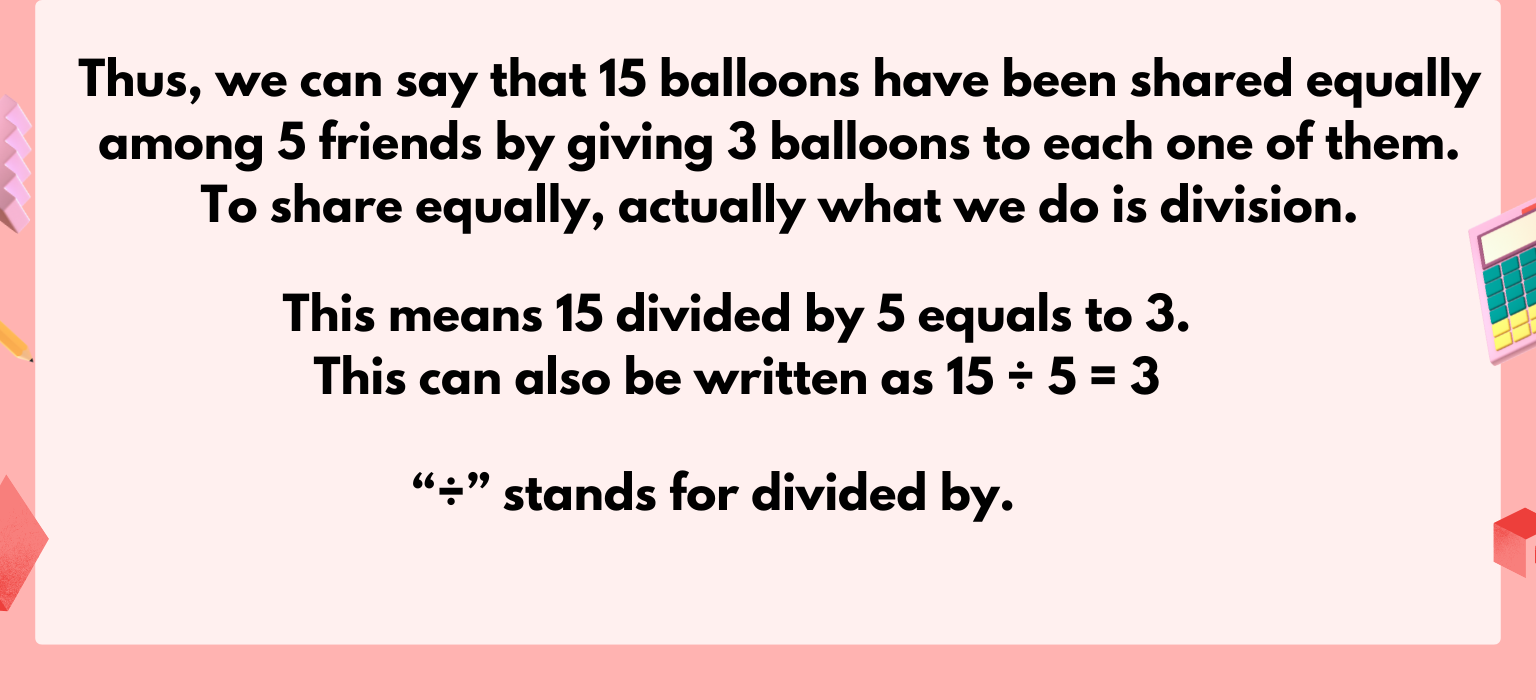 Thus, we can say that 15 balloons have been shared equally
among 5 friends by giving 3 balloons to each one of them.
To share equally, actually what we do is division.
This means 15 divided by 5 equals to 3.
This can also be written as 15 ÷ 5 = 3
“÷” stands for divided by.